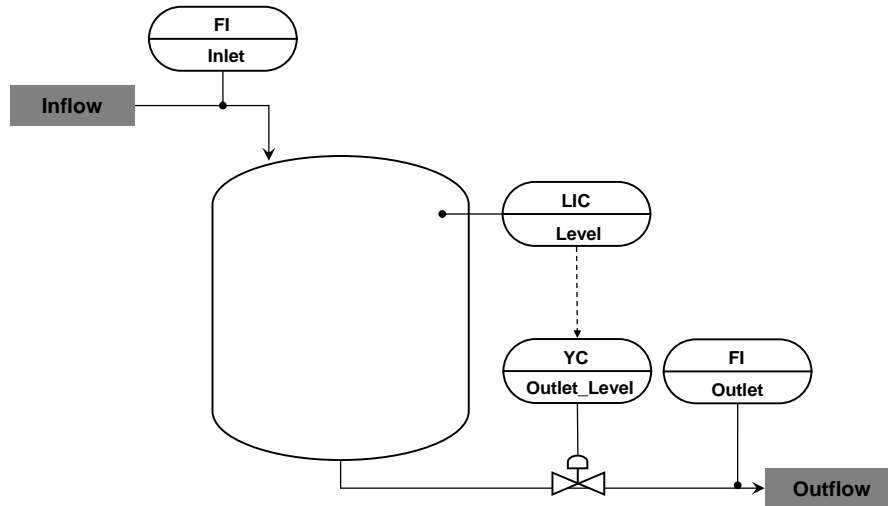 FI
Inlet
Inflow
LIC
Level
YC
Outlet_Level
FI
Outlet
Outflow